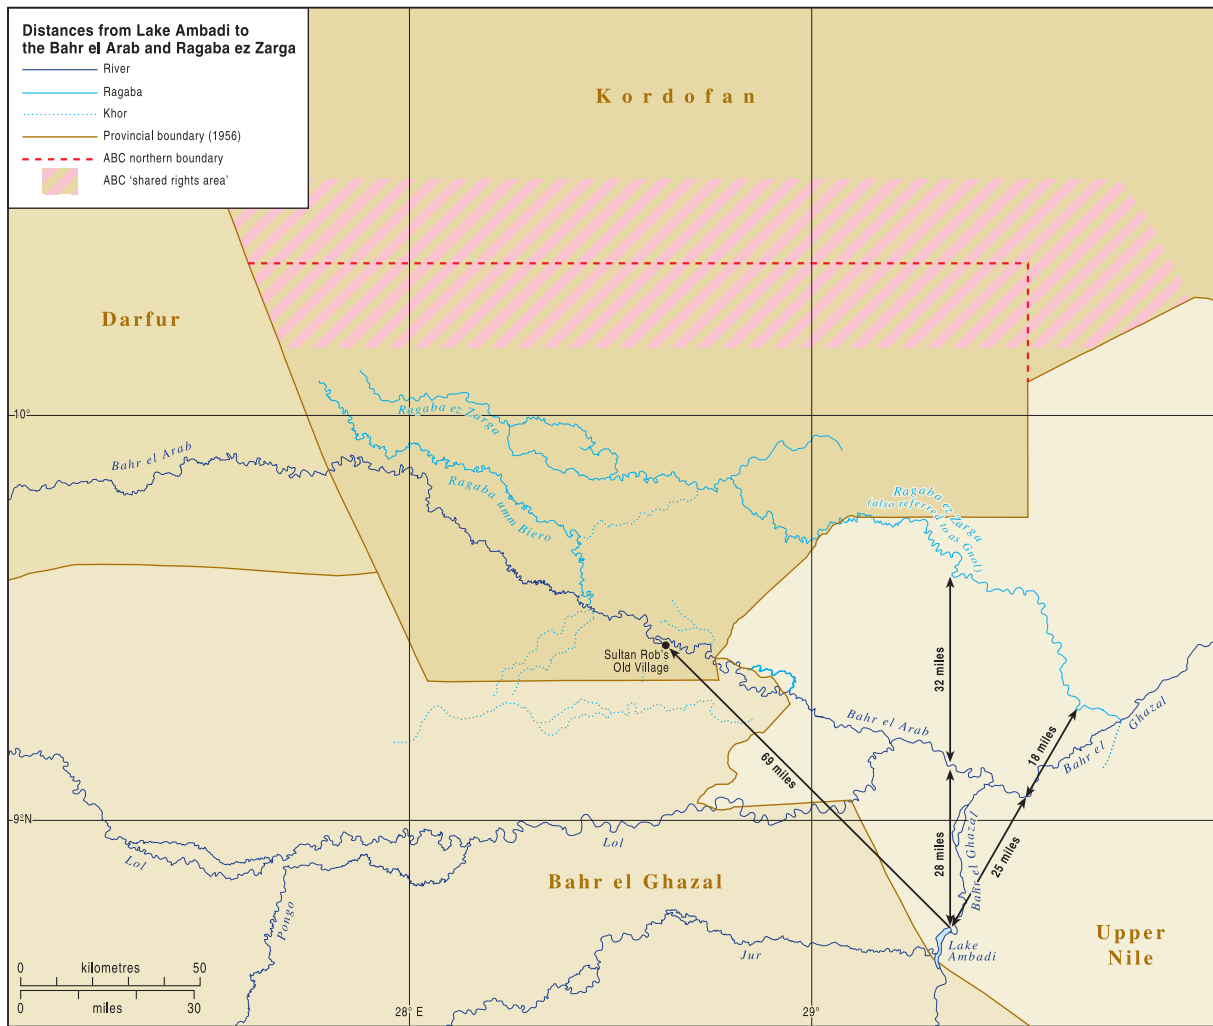 Distances from Lake Ambadi to
the Bahr el Arab and Ragaba ez Zarga
River
Ragaba
Khor
Provincial boundary (1956)
ABC northern boundary
ABC ‘shared rights area’
Kordofan
Darfur
10°
Ragaba ez Zarga
Bahr el Arab
Ragaba umm Biero
Ragaba ez Zarga
(also referred to as Gnol)
Sultan Rob's
Old Village
32 miles
Bahr el Arab
Bahr el Ghazal
18 miles
69 miles
9°N
Lol
Lol
28 miles
25 miles
Bahr el Ghazal
Bahr el Ghazal
Pongo
Jur
Lake
Ambadi
Upper
Nile
0 kilometres 50
0 miles 30
28° E
29°